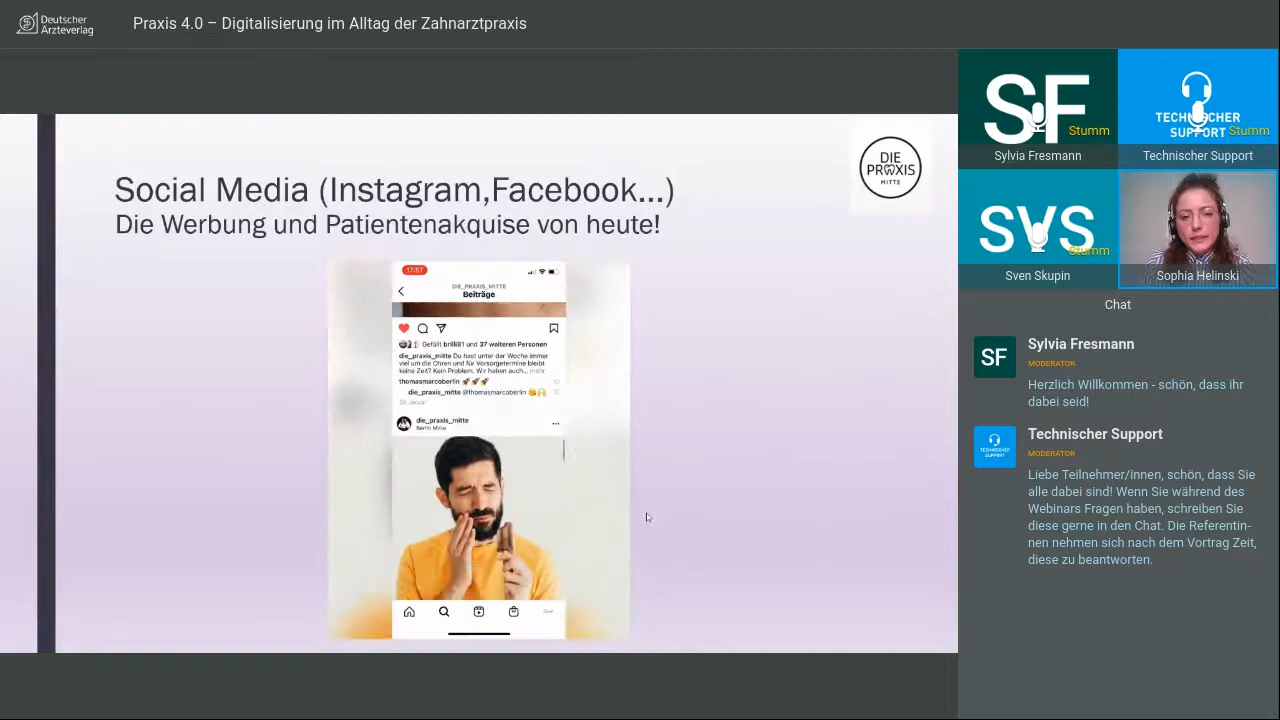 Deutscher
Ärzteverlag
Praxis 4.0 – Digitalisierung im Alltag der Zahnarztpraxis
Social Media (Instagram,Facebook...)
Die Werbung und Patientenakquise von heute!
DIE
PRAXIS
MITTE
17:57
DIE_PRAXIS_MITTE
Beiträge
Gefällt brilli81 und 37 weiteren Personen
die_praxis_mitte Du hast unter der Woche immer
viel um die Ohren und für Vorsorgetermine bleibt
keine Zeit? Kein Problem. Wir haben auch... mehr
thomasmarcoberlin 🚀🚀🚀
die_praxis_mitte @thomasmarcoberlin 😘🙌
Januar
die_praxis_mitte
Berlin Mitte
SF
Stumm
Sylvia Fresmann
TECHNISCHER
SUPPORT
Stumm
Technischer Support
SVS
Stumm
Sven Skupin
Sophia Helinski
Chat
SF
Sylvia Fresmann
MODERATOR
Herzlich Willkommen - schön, dass ihr
dabei seid!
TECHNISCHER
SUPPORT
Technischer Support
MODERATOR
Liebe Teilnehmer/innen, schön, dass Sie
alle dabei sind! Wenn Sie während des
Webinars Fragen haben, schreiben Sie
diese gerne in den Chat. Die Referentin-
nen nehmen sich nach dem Vortrag Zeit,
diese zu beantworten.